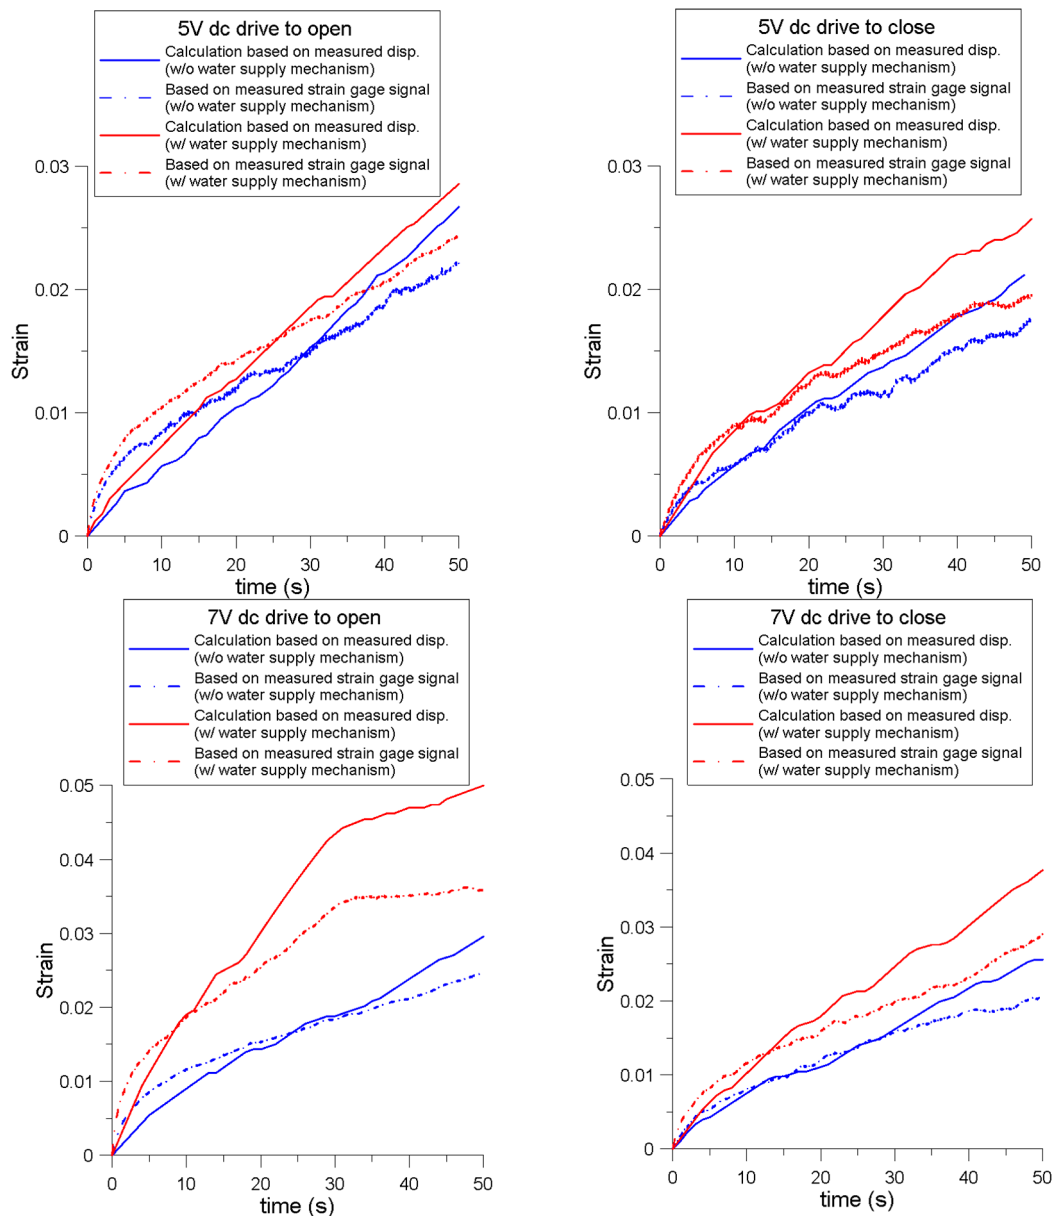 5V dc drive to open
Calculation based on measured disp.
(w/o water supply mechanism)
Based on measured strain gage signal
(w/o water supply mechanism)
Calculation based on measured disp.
(w/ water supply mechanism)
Based on measured strain gage signal
(w/ water supply mechanism)
0.03
0.02
0.01
0
Strain
0 10 20 30 40 50
time (s)
5V dc drive to close
Calculation based on measured disp.
(w/o water supply mechanism)
Based on measured strain gage signal
(w/o water supply mechanism)
Calculation based on measured disp.
(w/ water supply mechanism)
Based on measured strain gage signal
(w/ water supply mechanism)
0.03
0.02
0.01
0
Strain
0 10 20 30 40 50
time (s)
7V dc drive to open
Calculation based on measured disp.
(w/o water supply mechanism)
Based on measured strain gage signal
(w/o water supply mechanism)
Calculation based on measured disp.
(w/ water supply mechanism)
Based on measured strain gage signal
(w/ water supply mechanism)
0.05
0.04
0.03
0.02
0.01
0
Strain
0 10 20 30 40 50
time (s)
7V dc drive to close
Calculation based on measured disp.
(w/o water supply mechanism)
Based on measured strain gage signal
(w/o water supply mechanism)
Calculation based on measured disp.
(w/ water supply mechanism)
Based on measured strain gage signal
(w/ water supply mechanism)
0.05
0.04
0.03
0.02
0.01
0
Strain
0 10 20 30 40 50
time (s)